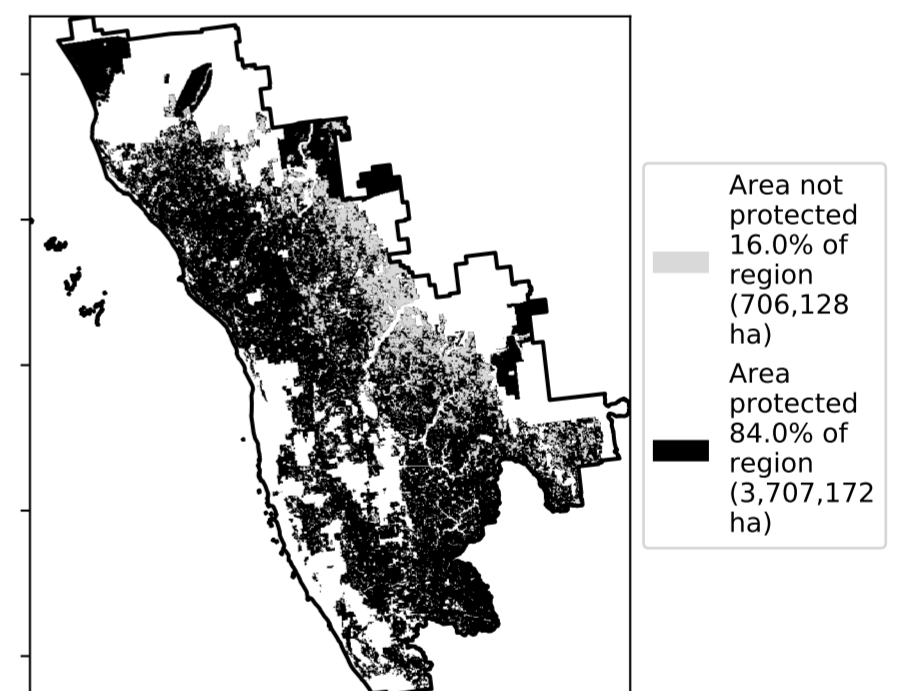 Area not
protected
16.0% of
region
(706,128
ha)
Area
protected
84.0% of
region
(3,707,172
ha)